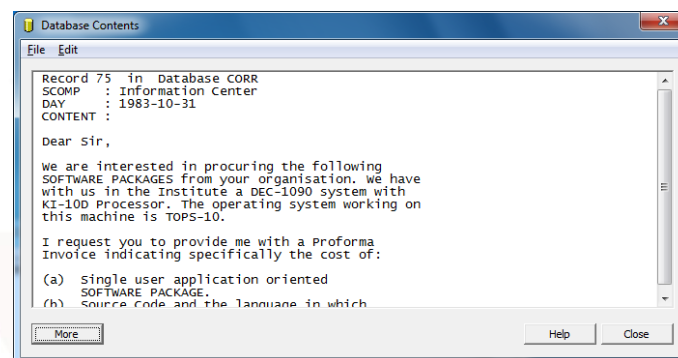 Database Contents
File Edit
Record 75 in Database CORR
SCOMP : Information Center
DAY : 1983-10-31
CONTENT :
Dear Sir,
We are interested in procuring the following
SOFTWARE PACKAGES from your organisation. We have
with us in the Institute a DEC-1090 system with
KI-10D Processor. The operating system working on
this machine is TOPS-10.
I request you to provide me with a Proforma
Invoice indicating specifically the cost of:
(a) Single user application oriented
SOFTWARE PACKAGE.
(b) Source Code and the language in which
More Help Close